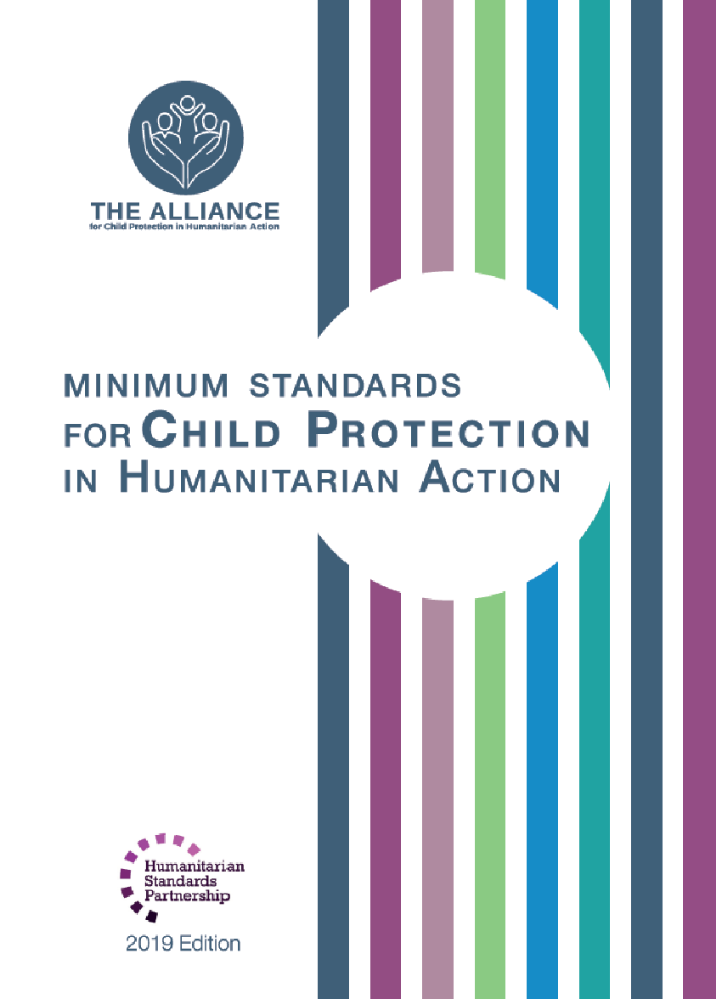 THE ALLIANCE
for Child Protection in Humanitarian Action
MINIMUM STANDARDS
FOR CHILD PROTECTION
IN HUMANITARIAN ACTION
Humanitarian
Standards
Partnership
2019 Edition